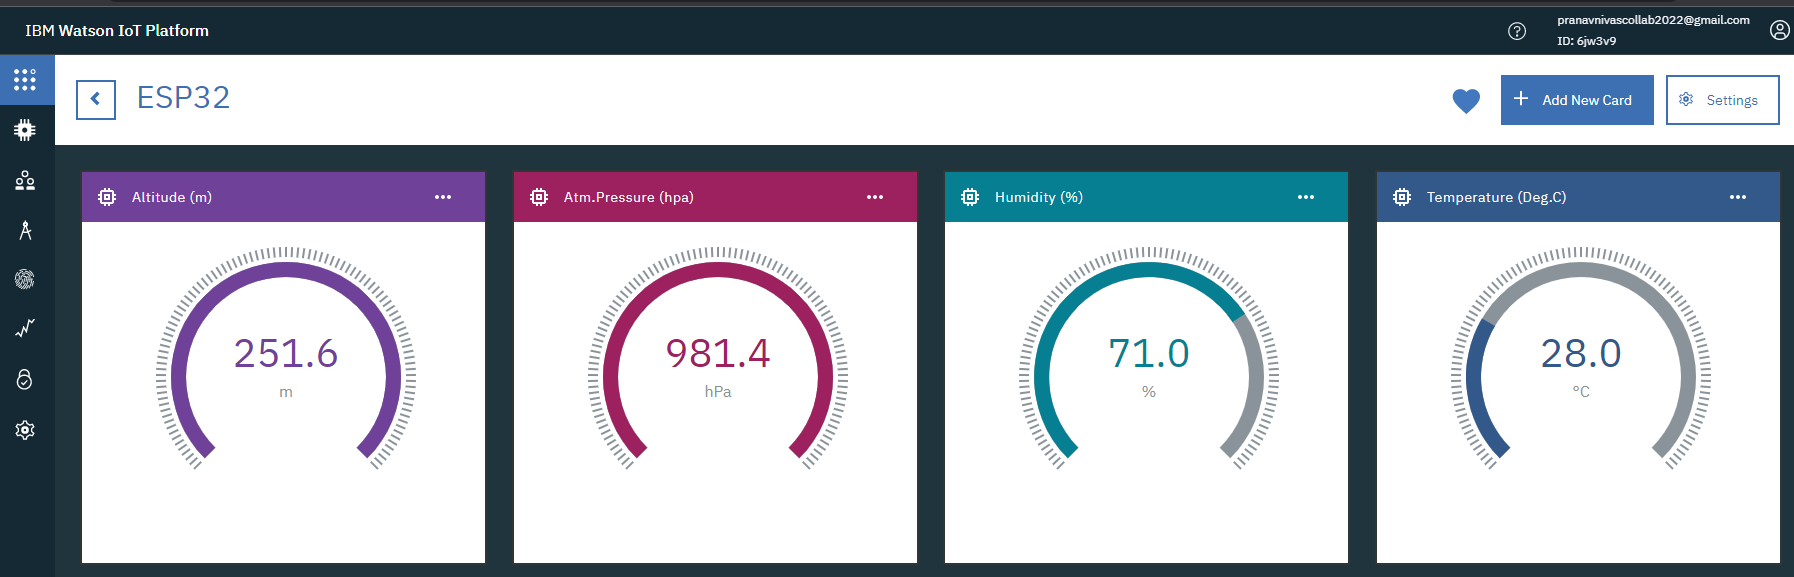 IBM Watson IoT Platform
pranavnivascollab2022@gmail.com
ID: 6jw3v9
ESP32
Add New Card
Settings
Altitude (m)
Atm.Pressure (hpa)
Humidity (%)
Temperature (Deg.C)
251.6
m
981.4
hPa
71.0
%
28.0
°C